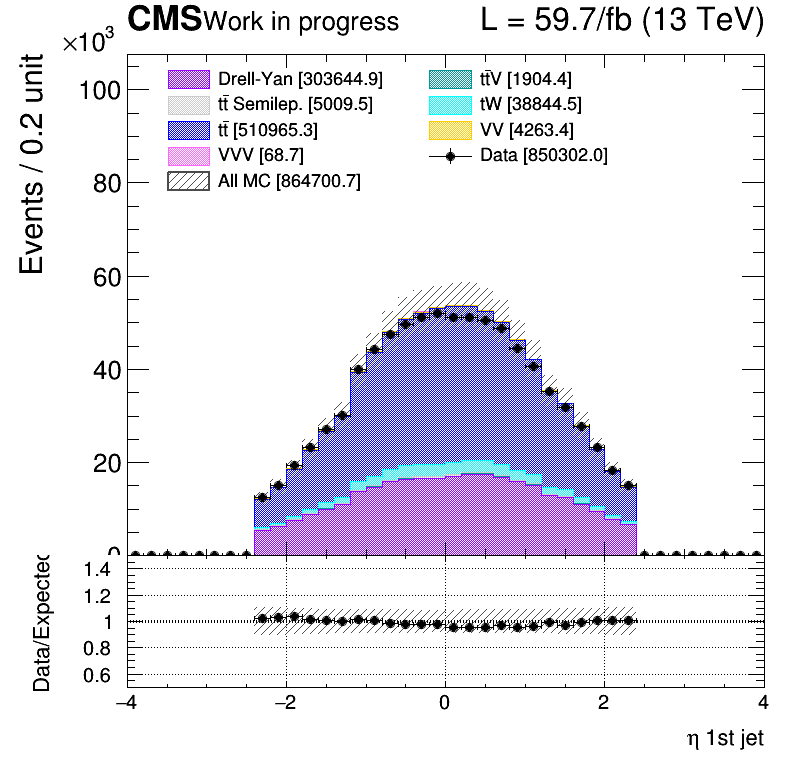 CMS Work in progress L = 59.7/fb (13 TeV)
×10³
Events / 0.2 unit
100
80
60
40
20
0
Drell-Yan [303644.9]
tt̄ Semilep. [5009.5]
tt̄ [510965.3]
VVV [68.7]
All MC [864700.7]
tt̄V [1904.4]
tW [38844.5]
VV [4263.4]
Data [850302.0]
Data/Expected
1.4
1.2
1
0.8
0.6
−4 −2 0 2 4
η 1st jet